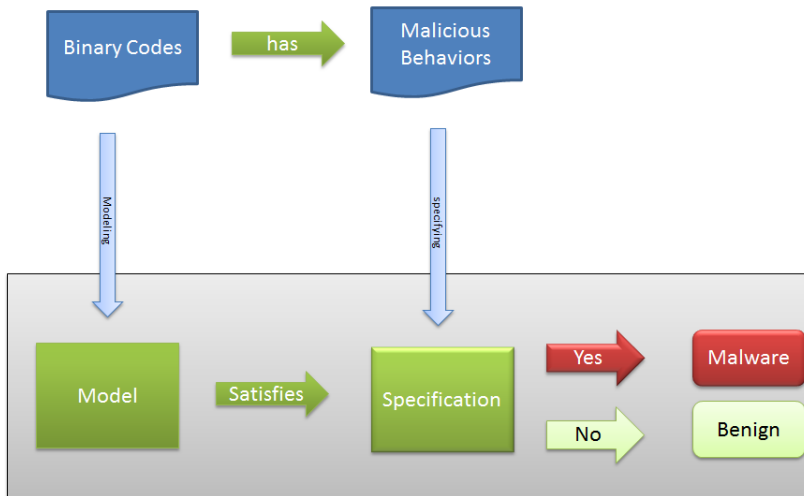 Binary Codes
has
Malicious
Behaviors
Modeling
specifying
Model
Satisfies
Specification
Yes
Malware
No
Benign